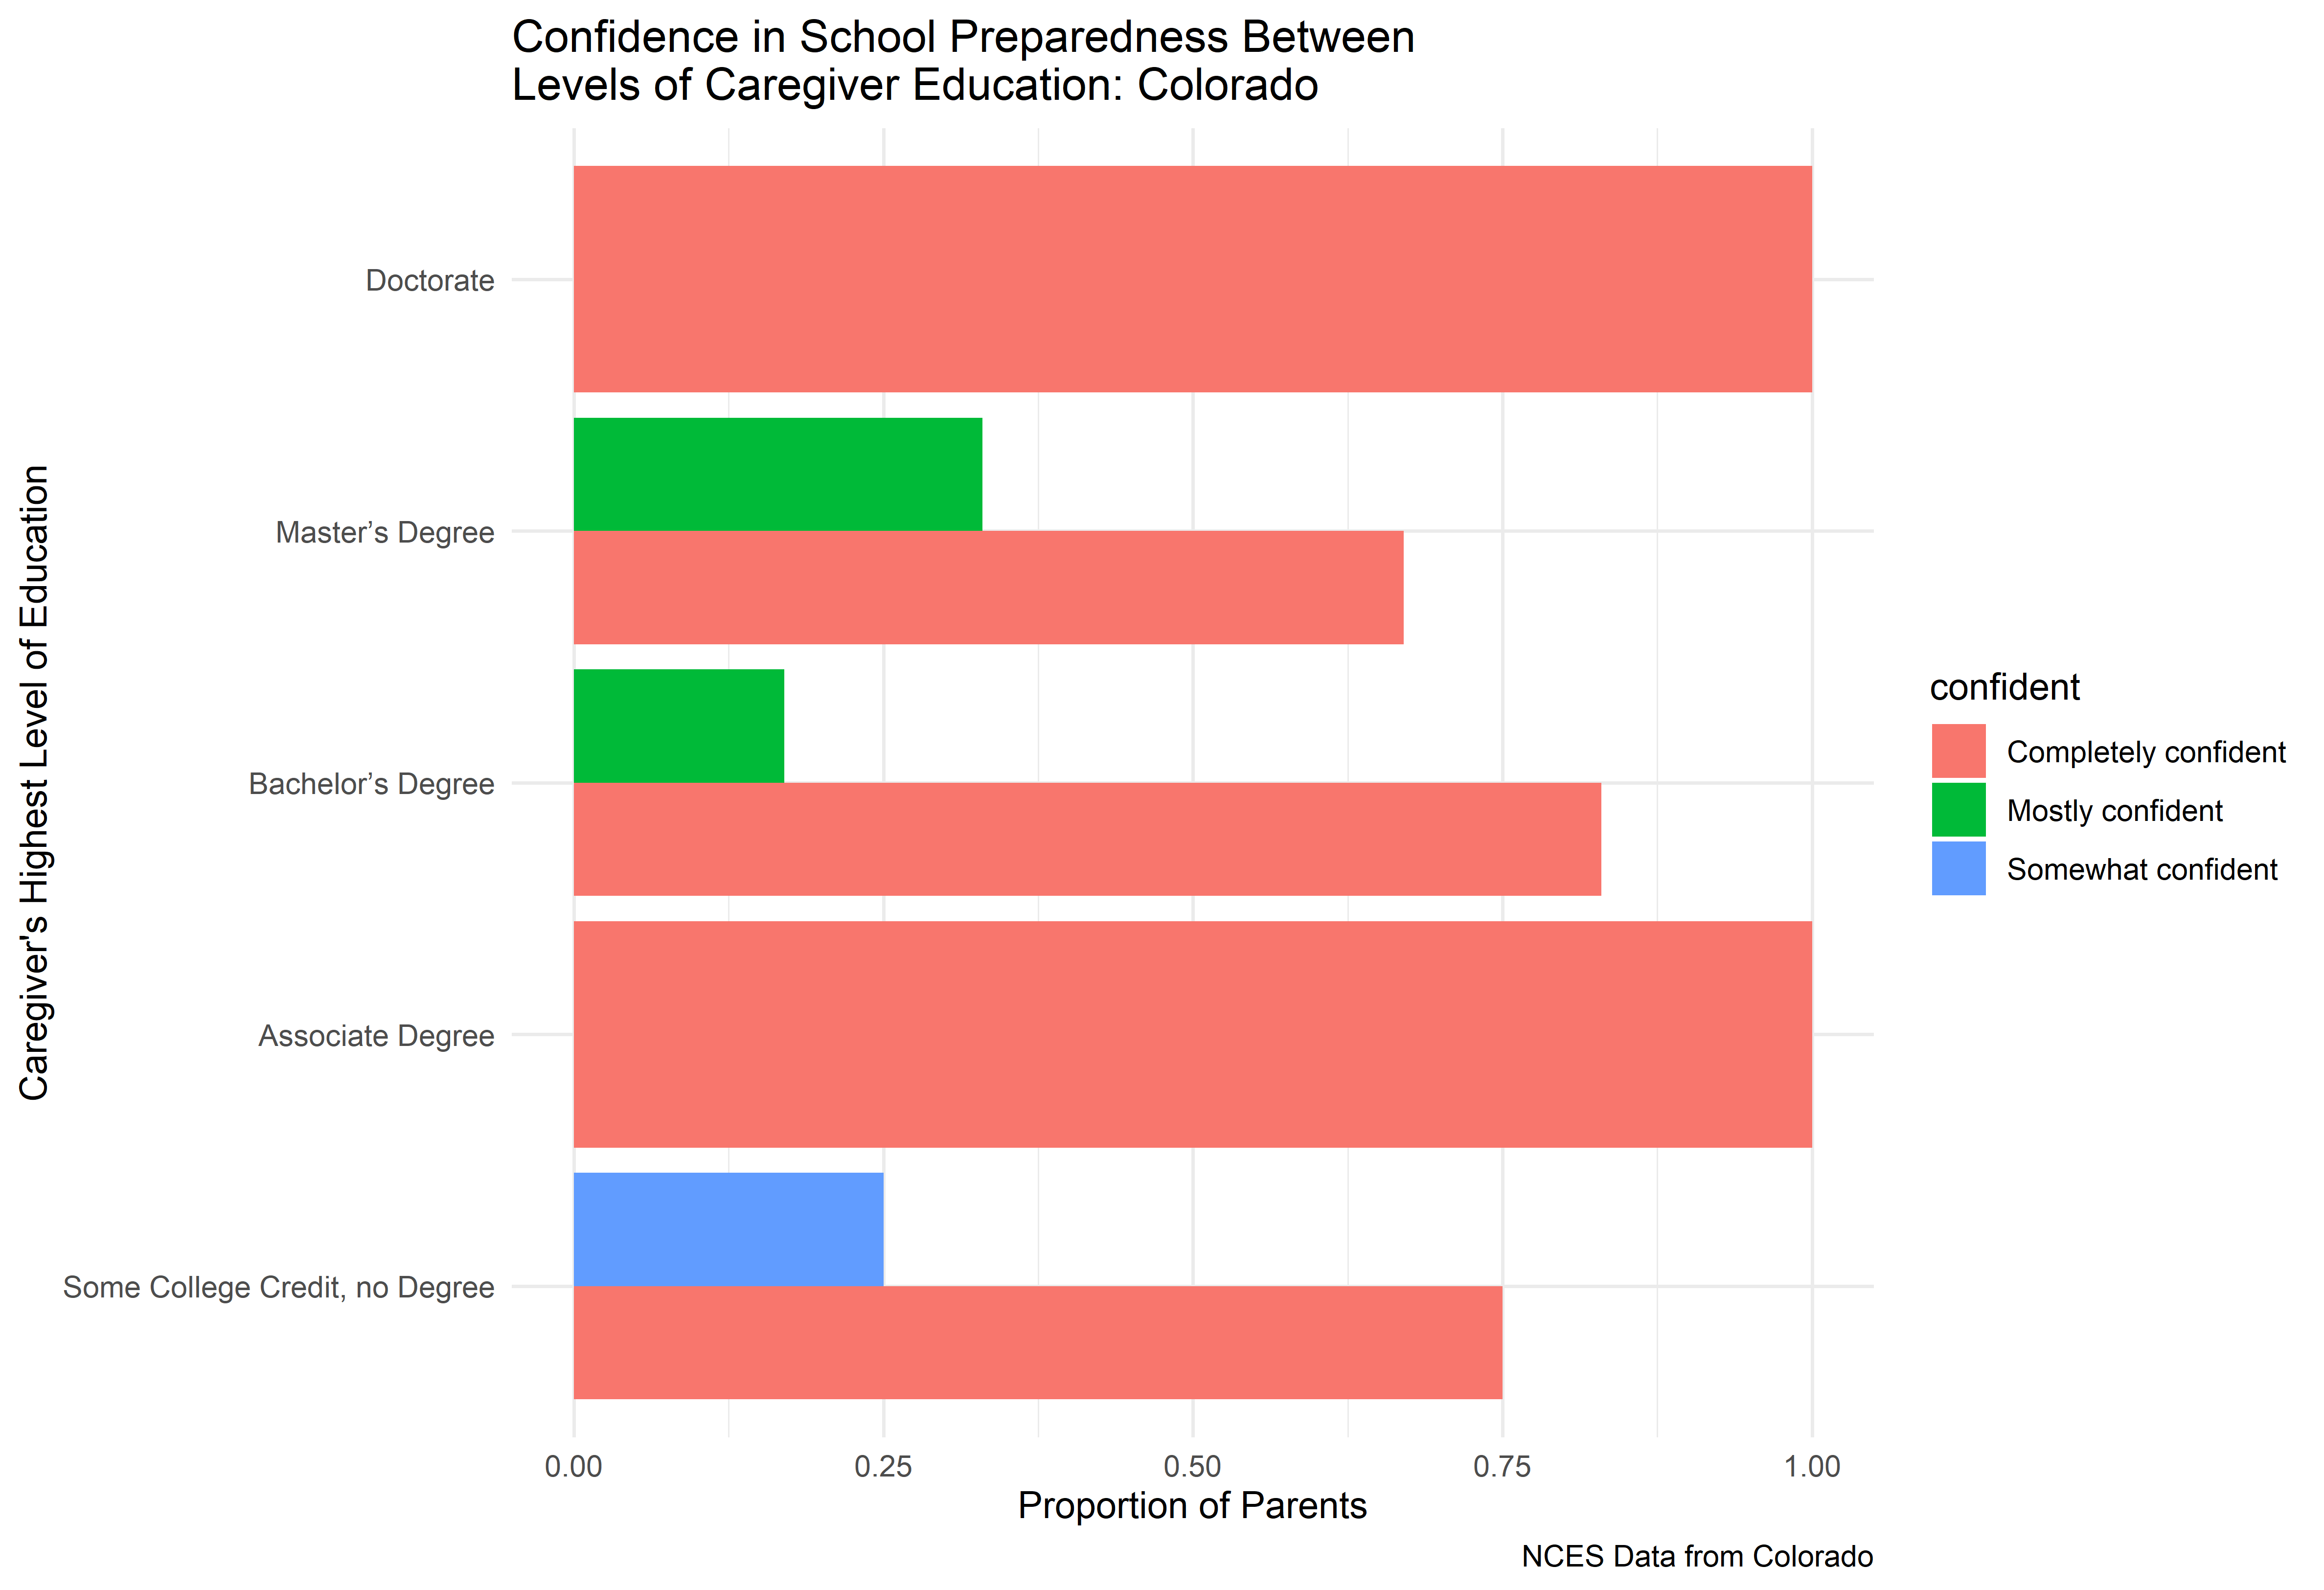 Confidence in School Preparedness Between
Levels of Caregiver Education: Colorado
Caregiver's Highest Level of Education
Doctorate
Master’s Degree
Bachelor’s Degree
Associate Degree
Some College Credit, no Degree
0.00 0.25 0.50 0.75 1.00
Proportion of Parents
confident
Completely confident
Mostly confident
Somewhat confident
NCES Data from Colorado